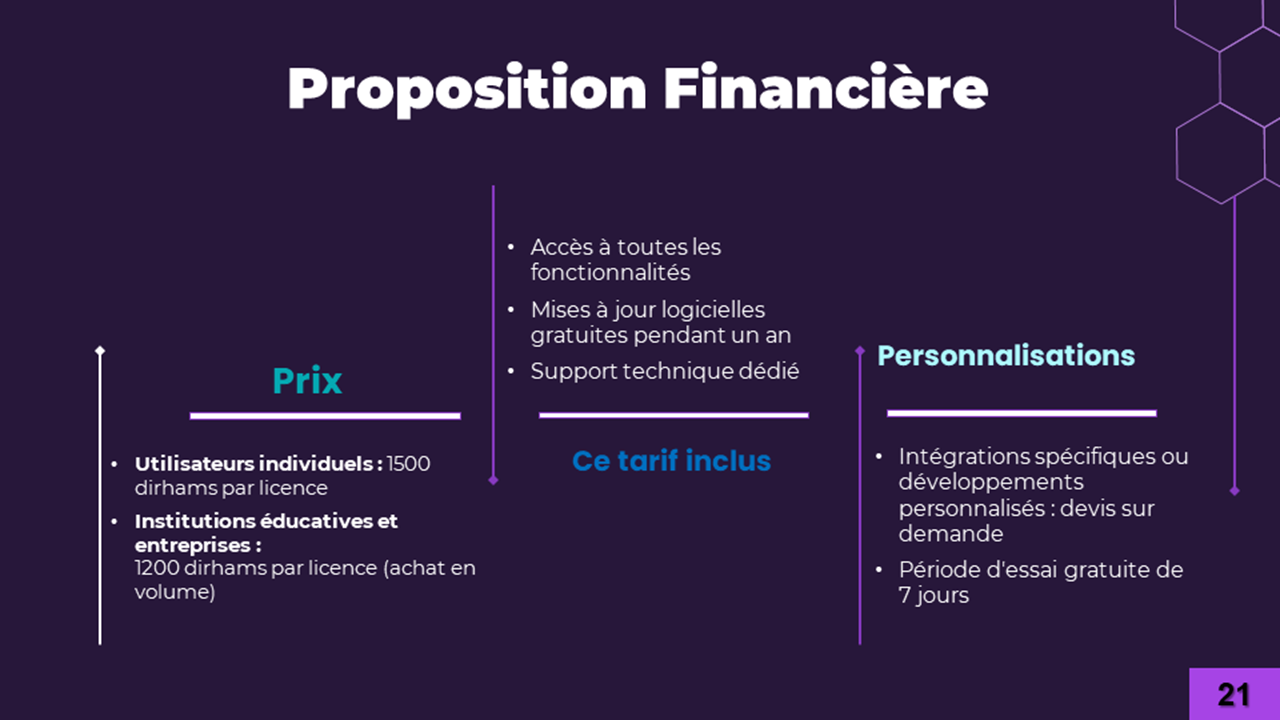 Proposition Financière
Prix
• Utilisateurs individuels : 1500
dirhams par licence
• Institutions éducatives et
entreprises :
1200 dirhams par licence (achat en
volume)
• Accès à toutes les
fonctionnalités
• Mises à jour logicielles
gratuites pendant un an
• Support technique dédié
Ce tarif inclus
Personnalisations
• Intégrations spécifiques ou
développements
personnalisés : devis sur
demande
• Période d'essai gratuite de
7 jours
21